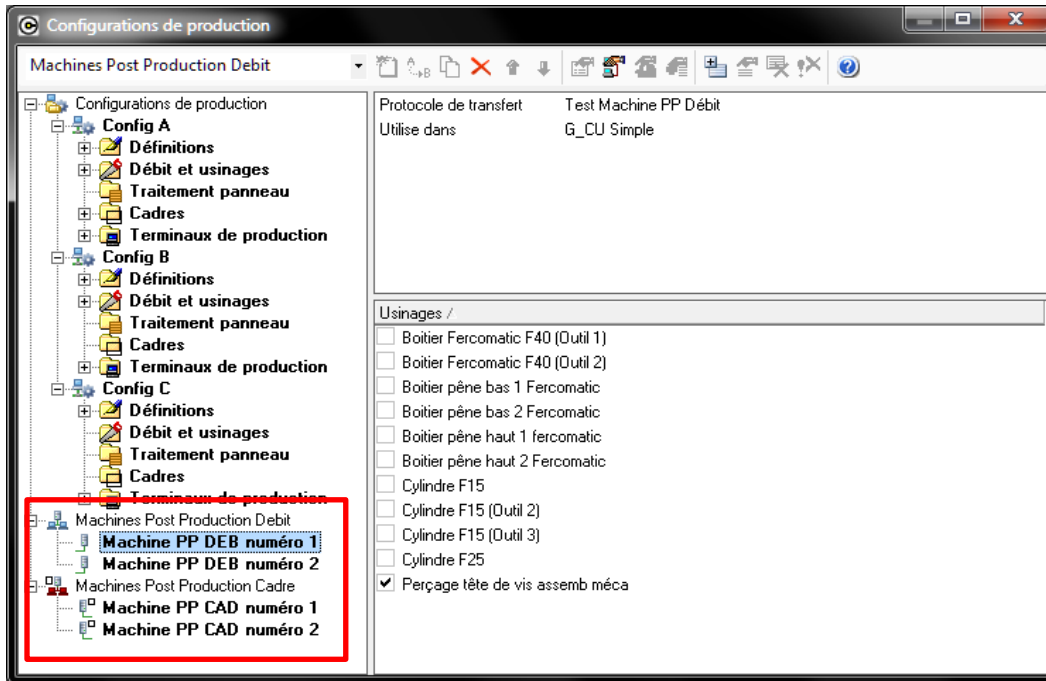 Configurations de production
Machines Post Production Debit
Configurations de production
Config A
Définitions
Débit et usinages
Traitement panneau
Cadres
Terminaux de production
Config B
Définitions
Débit et usinages
Traitement panneau
Cadres
Terminaux de production
Config C
Définitions
Débit et usinages
Traitement panneau
Cadres
Terminaux de production
Machines Post Production Debit
Machine PP DEB numéro 1
Machine PP DEB numéro 2
Machines Post Production Cadre
Machine PP CAD numéro 1
Machine PP CAD numéro 2
Protocole de transfert Test Machine PP Débit
Utilise dans G_CU Simple
Usinages /
Boitier Fercomatic F40 (Outil 1)
Boitier Fercomatic F40 (Outil 2)
Boitier pêne bas 1 Fercomatic
Boitier pêne bas 2 Fercomatic
Boitier pêne haut 1 fercomatic
Boitier pêne haut 2 Fercomatic
Cylindre F15
Cylindre F15 (Outil 2)
Cylindre F15 (Outil 3)
Cylindre F25
Perçage tête de vis assemb méca